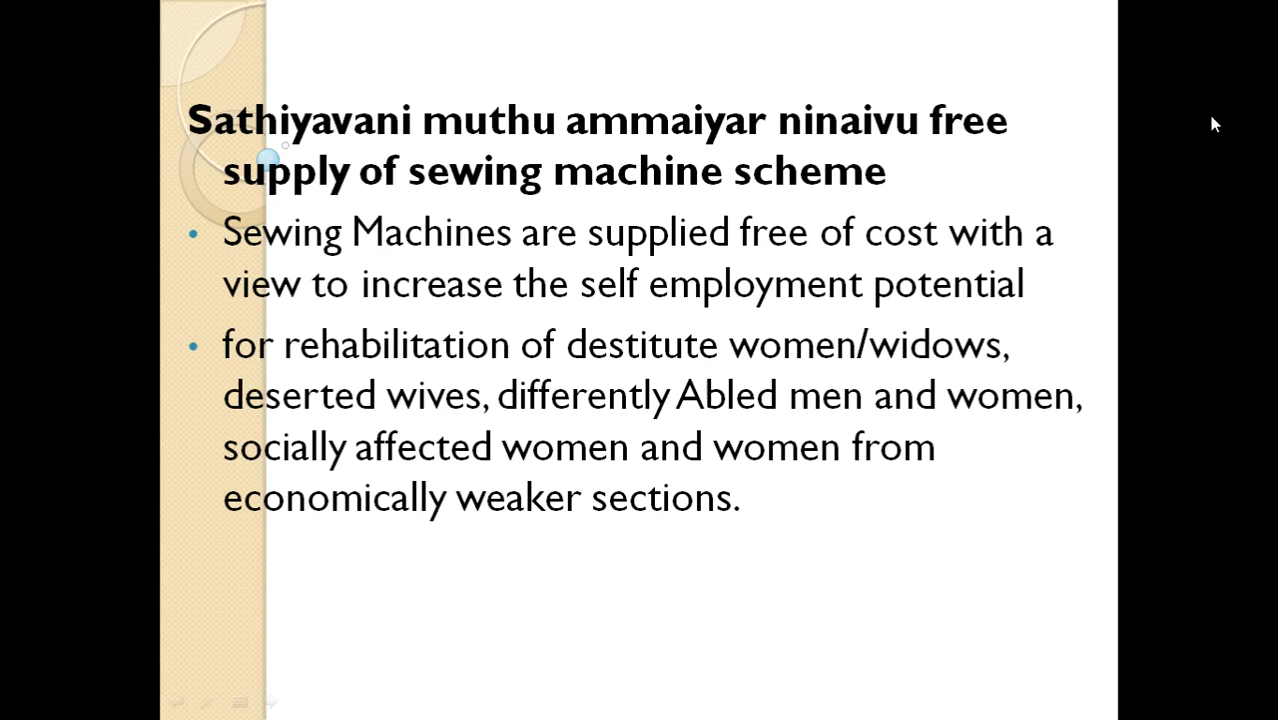 Sathiyavani muthu ammaiyar ninaivu free
supply of sewing machine scheme
• Sewing Machines are supplied free of cost with a
view to increase the self employment potential
• for rehabilitation of destitute women/widows,
deserted wives, differently Abled men and women,
socially affected women and women from
economically weaker sections.